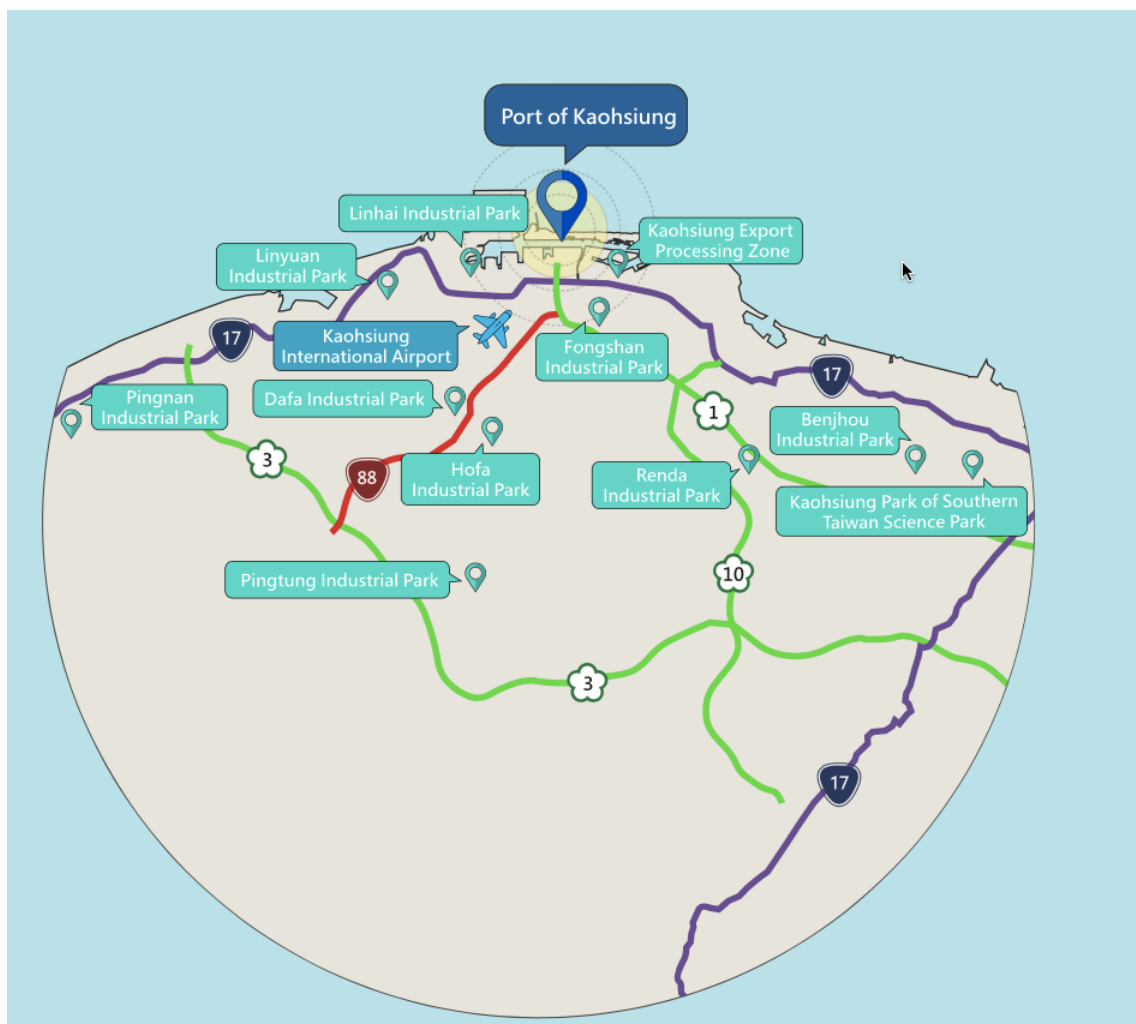 Port of Kaohsiung
Linhai Industrial Park
Kaohsiung Export
Processing Zone
Linyuan
Industrial Park
17
Kaohsiung
International Airport
Fongshan
Industrial Park
17
Pingnan
Industrial Park
Dafa Industrial Park
1
Benjhou
Industrial Park
3
88
Hofa
Industrial Park
Renda
Industrial Park
Kaohsiung Park of Southern
Taiwan Science Park
Pingtung Industrial Park
10
3
17